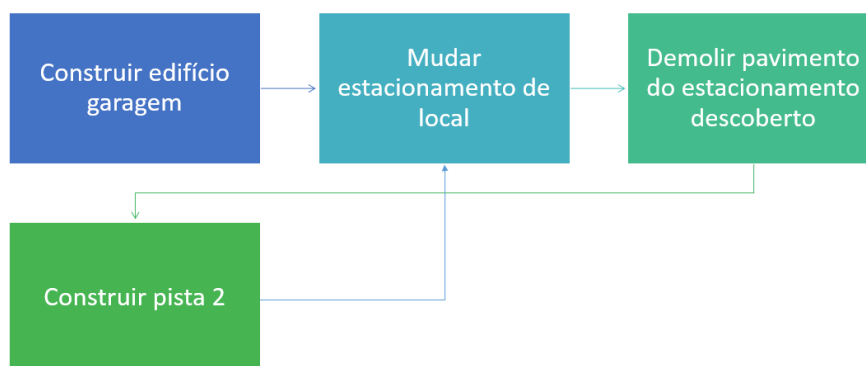 Construir edifício
garagem
Mudar
estacionamento de
local
Demolir pavimento
do estacionamento
descoberto
Construir pista 2